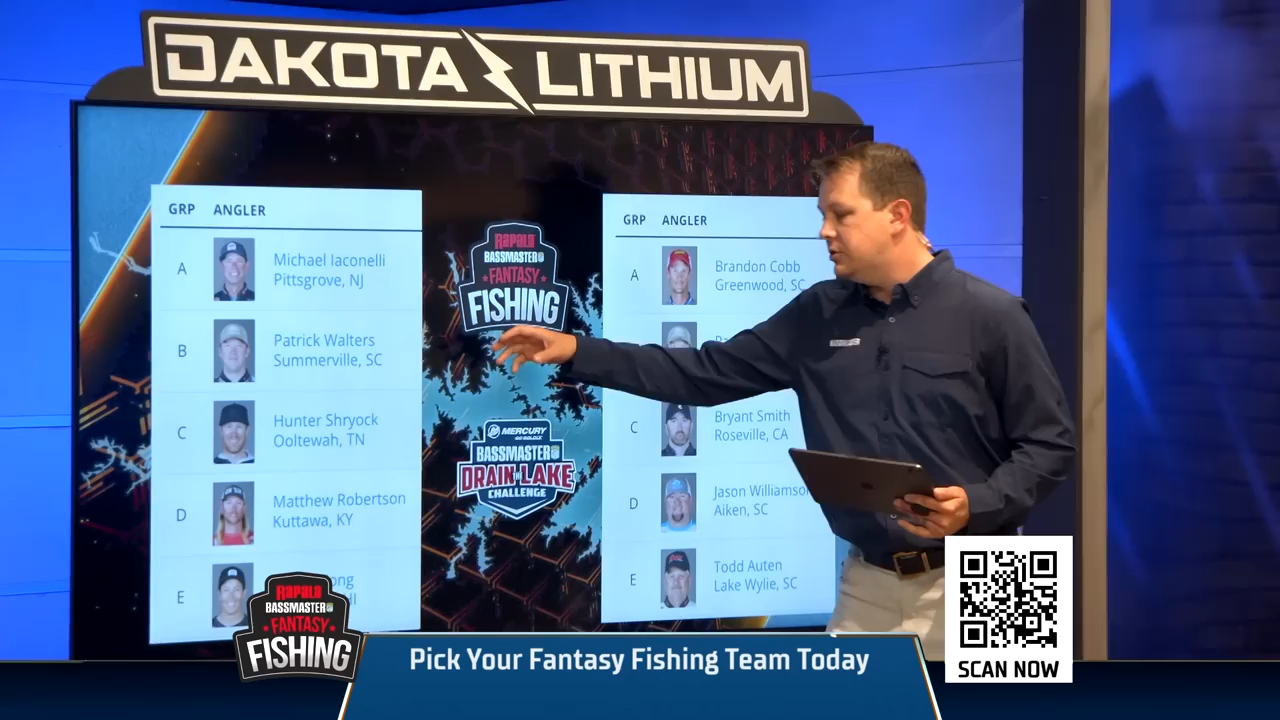 DAKOTA LITHIUM
GRP ANGLER
A
Michael Iaconelli
Pittsgrove, NJ
B
Patrick Walters
Summerville, SC
C
Hunter Shryock
Ooltewah, TN
D
Matthew Robertson
Kuttawa, KY
E
Rapala
BASSMASTER
FANTASY
FISHING
MERCURY
BASSMASTER
DRAIN THE LAKE
CHALLENGE
GRP ANGLER
A
Brandon Cobb
Greenwood, SC
C
Bryant Smith
Roseville, CA
D
Jason Williamson
Aiken, SC
E
Todd Auten
Lake Wylie, SC
Rapala
BASSMASTER
FANTASY
FISHING
Pick Your Fantasy Fishing Team Today
SCAN NOW